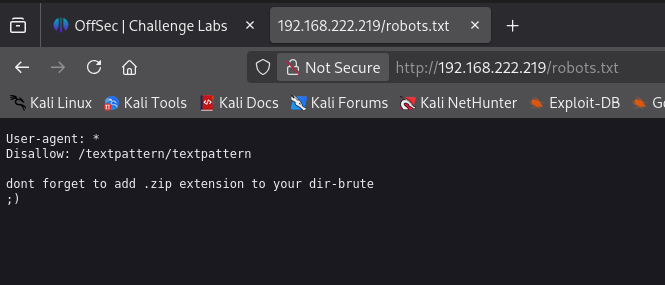 OffSec | Challenge Labs
192.168.222.219/robots.txt
Not Secure
http://192.168.222.219/robots.txt
Kali Linux
Kali Tools
Kali Docs
Kali Forums
Kali NetHunter
Exploit-DB
User-agent: *
Disallow: /textpattern/textpattern
dont forget to add .zip extension to your dir-brute
;)